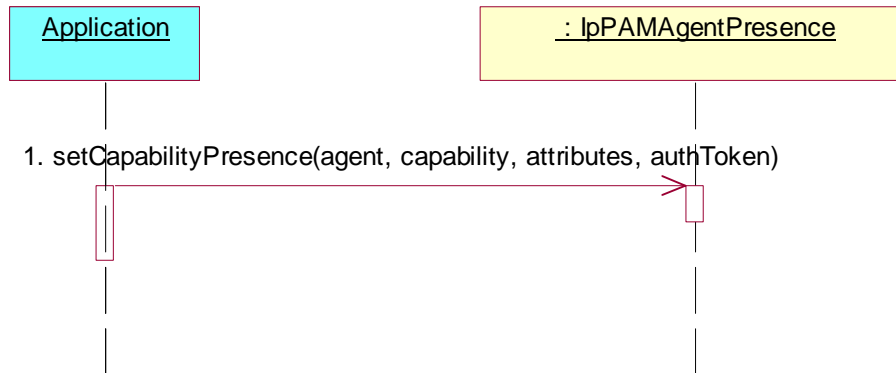 Application
: IpPAMAgentPresence
1. setCapabilityPresence(agent, capability, attributes, authToken)